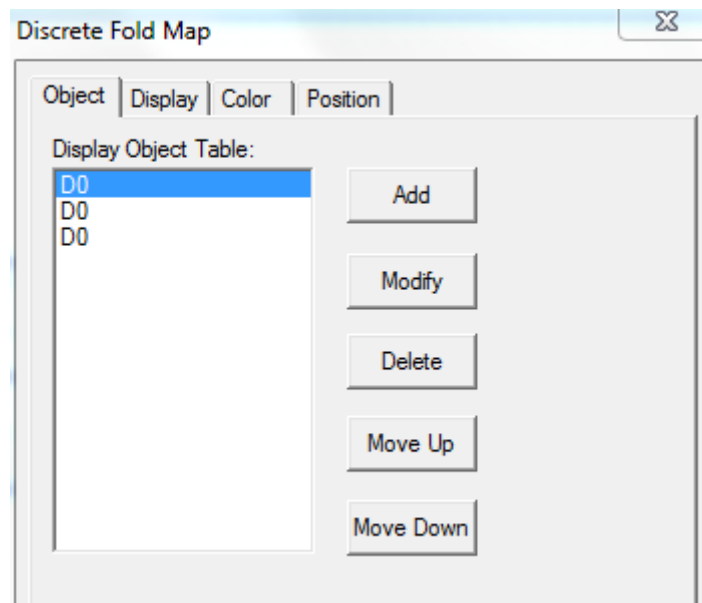 Discrete Fold Map
Object Display Color Position
Display Object Table:
D0
D0
D0
Add
Modify
Delete
Move Up
Move Down